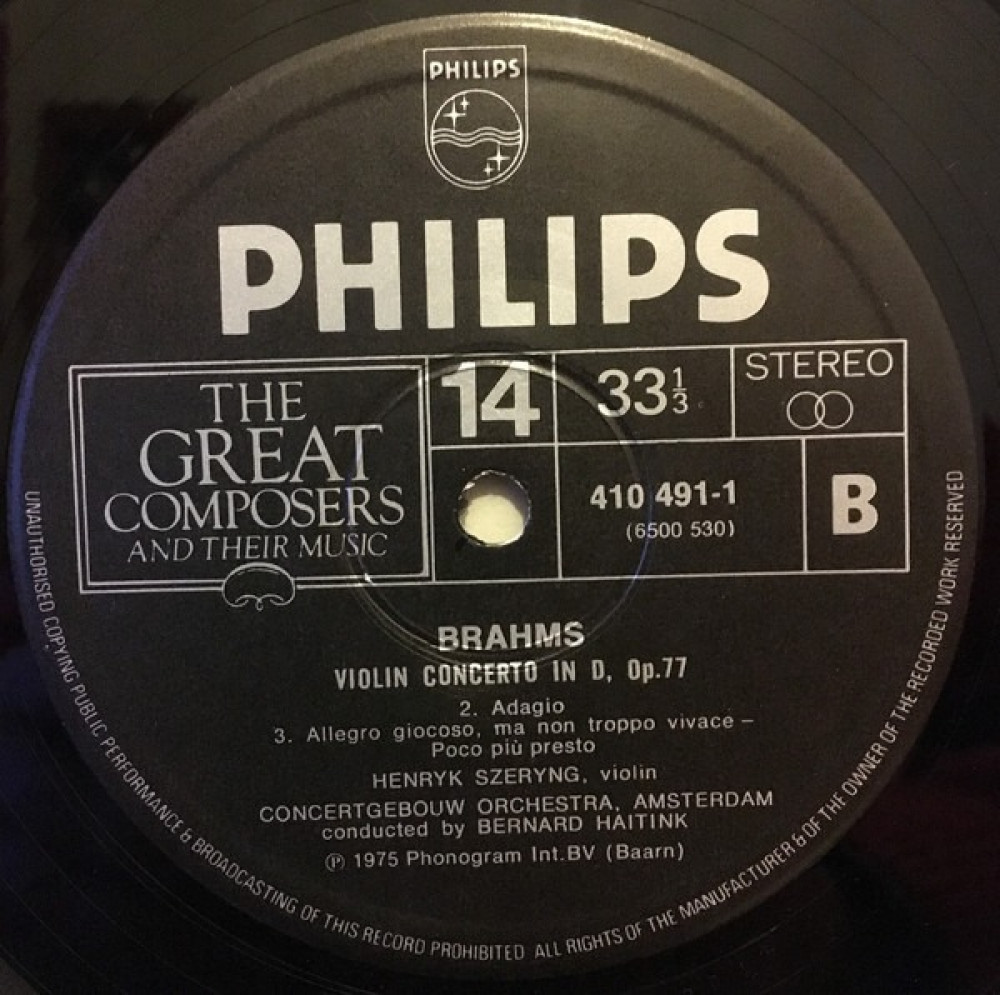 PHILIPS
PHILIPS
THE
GREAT
COMPOSERS
AND THEIR MUSIC
14
33⅓
STEREO
410 491-1
(6500 530)
B
BRAHMS
VIOLIN CONCERTO IN D, Op.77
2. Adagio
3. Allegro giocoso, ma non troppo vivace –
Poco più presto
HENRYK SZERYNG, violin
CONCERTGEBOUW ORCHESTRA, AMSTERDAM
conducted by BERNARD HAITINK
℗ 1975 Phonogram Int.BV (Baarn)
UNAUTHORISED COPYING PUBLIC PERFORMANCE & BROADCASTING OF THIS RECORD PROHIBITED ALL RIGHTS OF THE MANUFACTURER & OF THE OWNER OF THE RECORDED WORK RESERVED